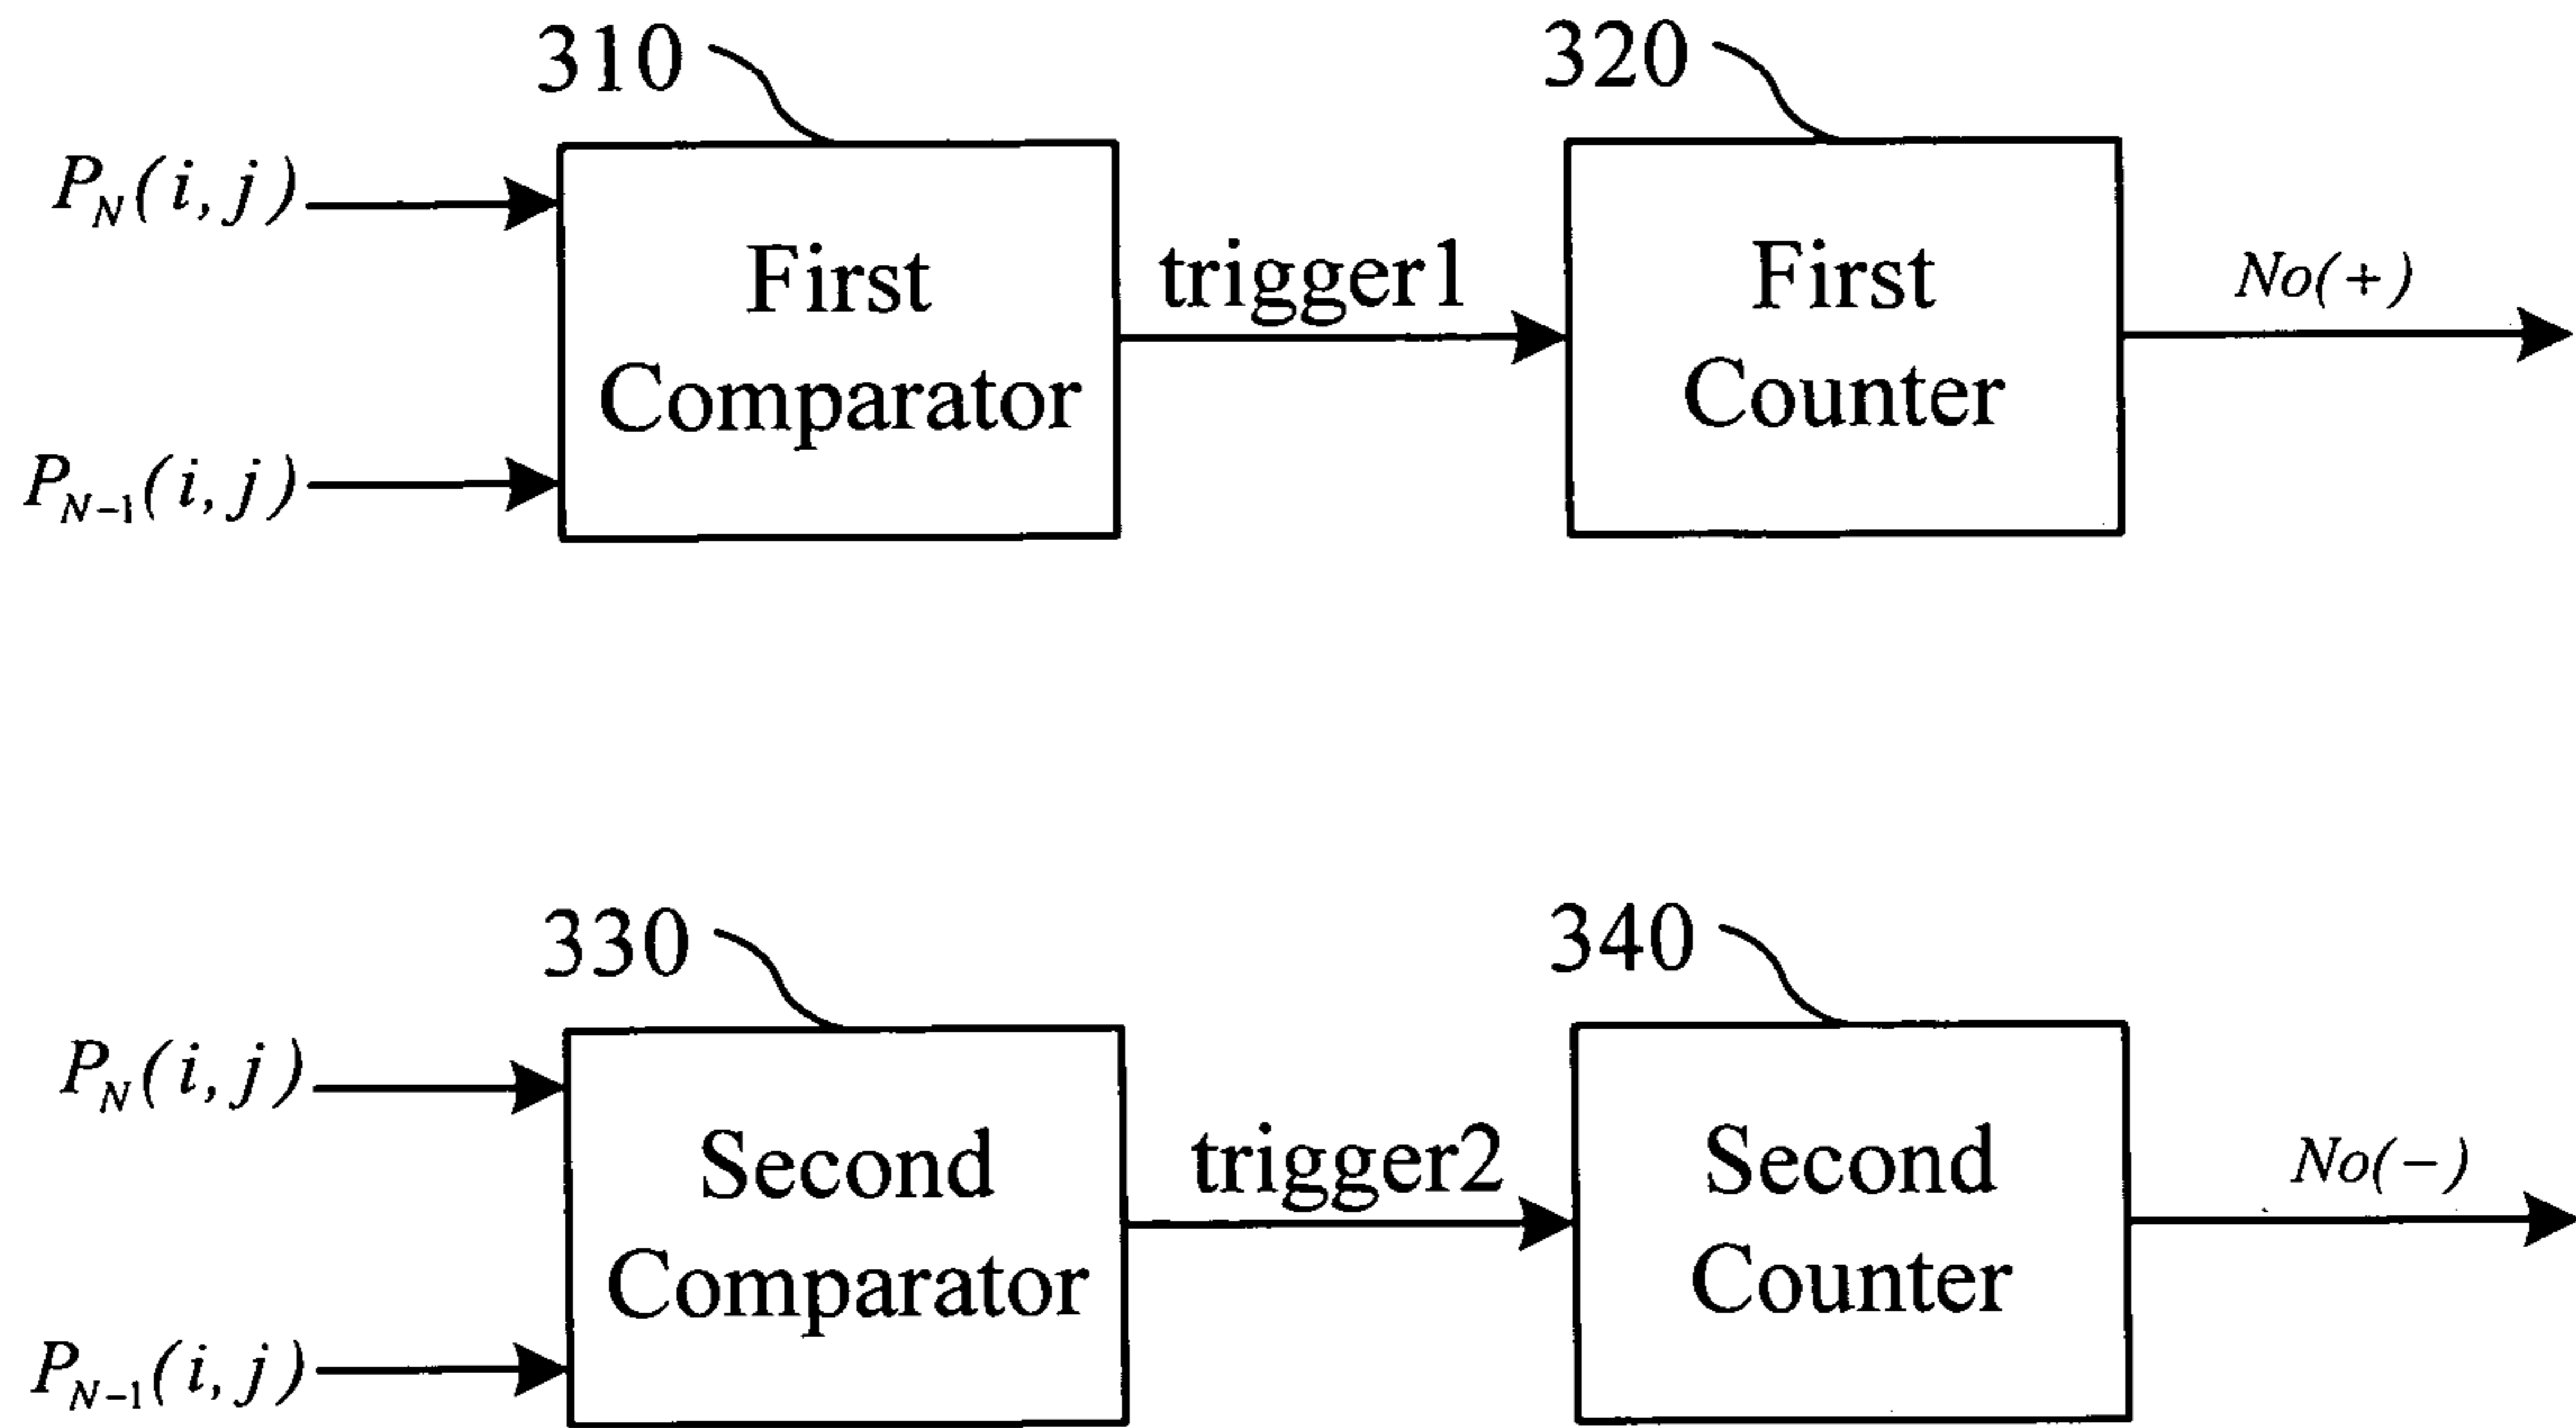 310
320
P_N(i, j)
First
Comparator
trigger1
First
Counter
No(+)
P_{N-1}(i, j)
330
340
P_N(i, j)
Second
Comparator
trigger2
Second
Counter
No(-)
P_{N-1}(i, j)